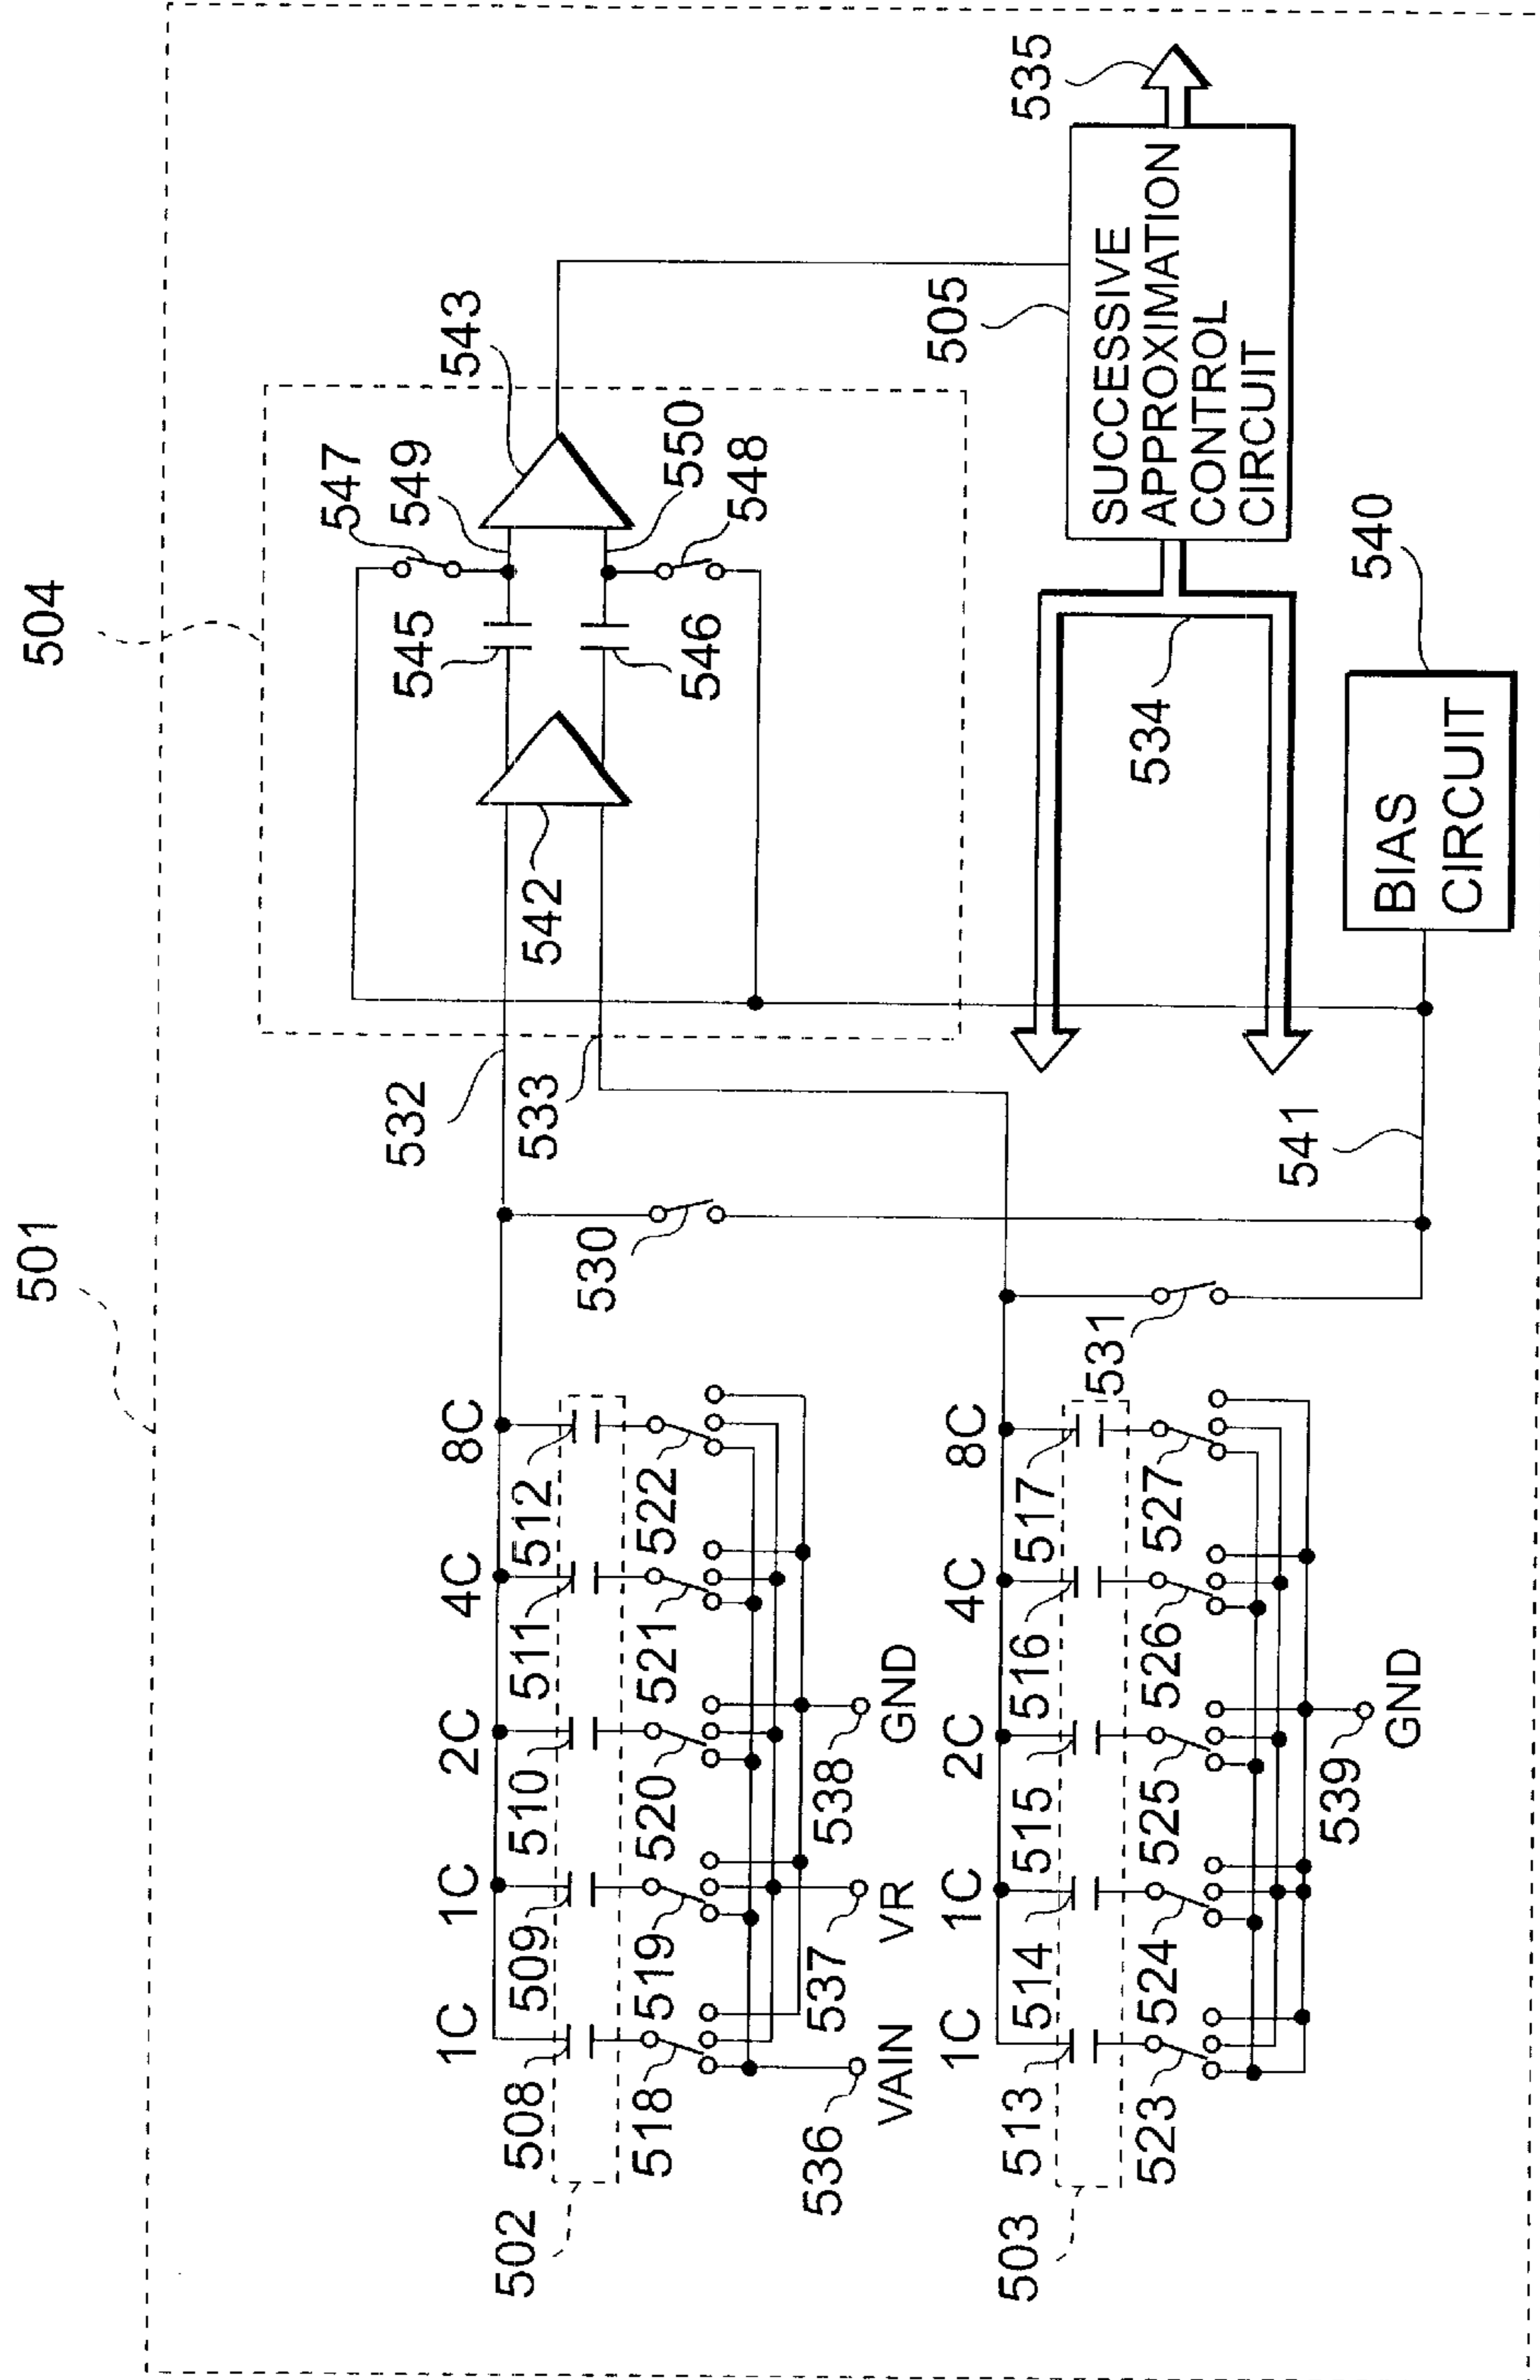 501
504
532
533
542
545
546
547
549
543
550
548
1C
1C
2C
4C
8C
530
508
509
510
511
512
502
518
519
520
521
522
505
SUCCESSIVE
APPROXIMATION
CONTROL
CIRCUIT
535
536
VAIN
537
VR
538
GND
534
1C
1C
2C
4C
8C
531
541
513
514
515
516
517
503
523
524
525
526
527
539
GND
BIAS
CIRCUIT
540